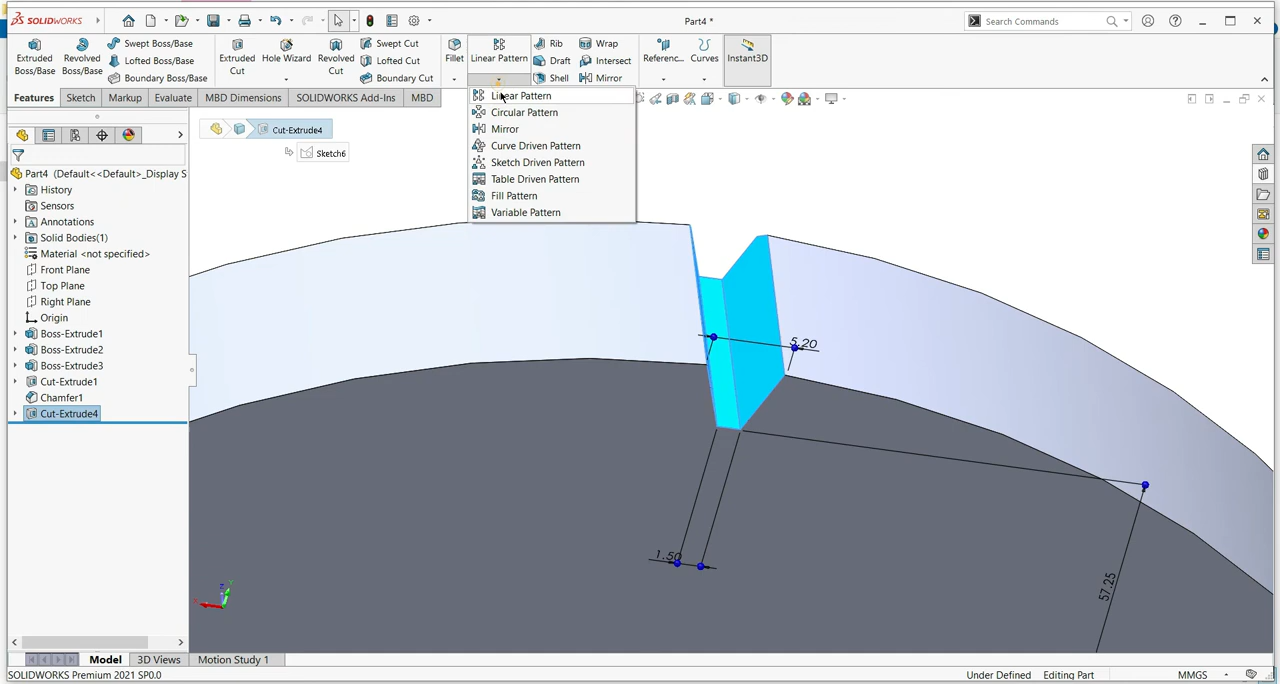 SOLIDWORKS
Part4 *
Search Commands
Extruded Boss/Base
Revolved Boss/Base
Swept Boss/Base
Lofted Boss/Base
Boundary Boss/Base
Extruded Cut
Hole Wizard
Revolved Cut
Swept Cut
Lofted Cut
Boundary Cut
Fillet
Linear Pattern
Rib
Draft
Shell
Wrap
Intersect
Mirror
Referenc...
Curves
Instant3D
Features
Sketch
Markup
Evaluate
MBD Dimensions
SOLIDWORKS Add-Ins
MBD
Linear Pattern
Circular Pattern
Mirror
Curve Driven Pattern
Sketch Driven Pattern
Table Driven Pattern
Fill Pattern
Variable Pattern
Cut-Extrude4
Sketch6
Part4 (Default<<Default>_Display S
History
Sensors
Annotations
Solid Bodies(1)
Material <not specified>
Front Plane
Top Plane
Right Plane
Origin
Boss-Extrude1
Boss-Extrude2
Boss-Extrude3
Cut-Extrude1
Chamfer1
Cut-Extrude4
5.20
1.50
57.25
Model
3D Views
Motion Study 1
SOLIDWORKS Premium 2021 SP0.0
Under Defined
Editing Part
MMGS